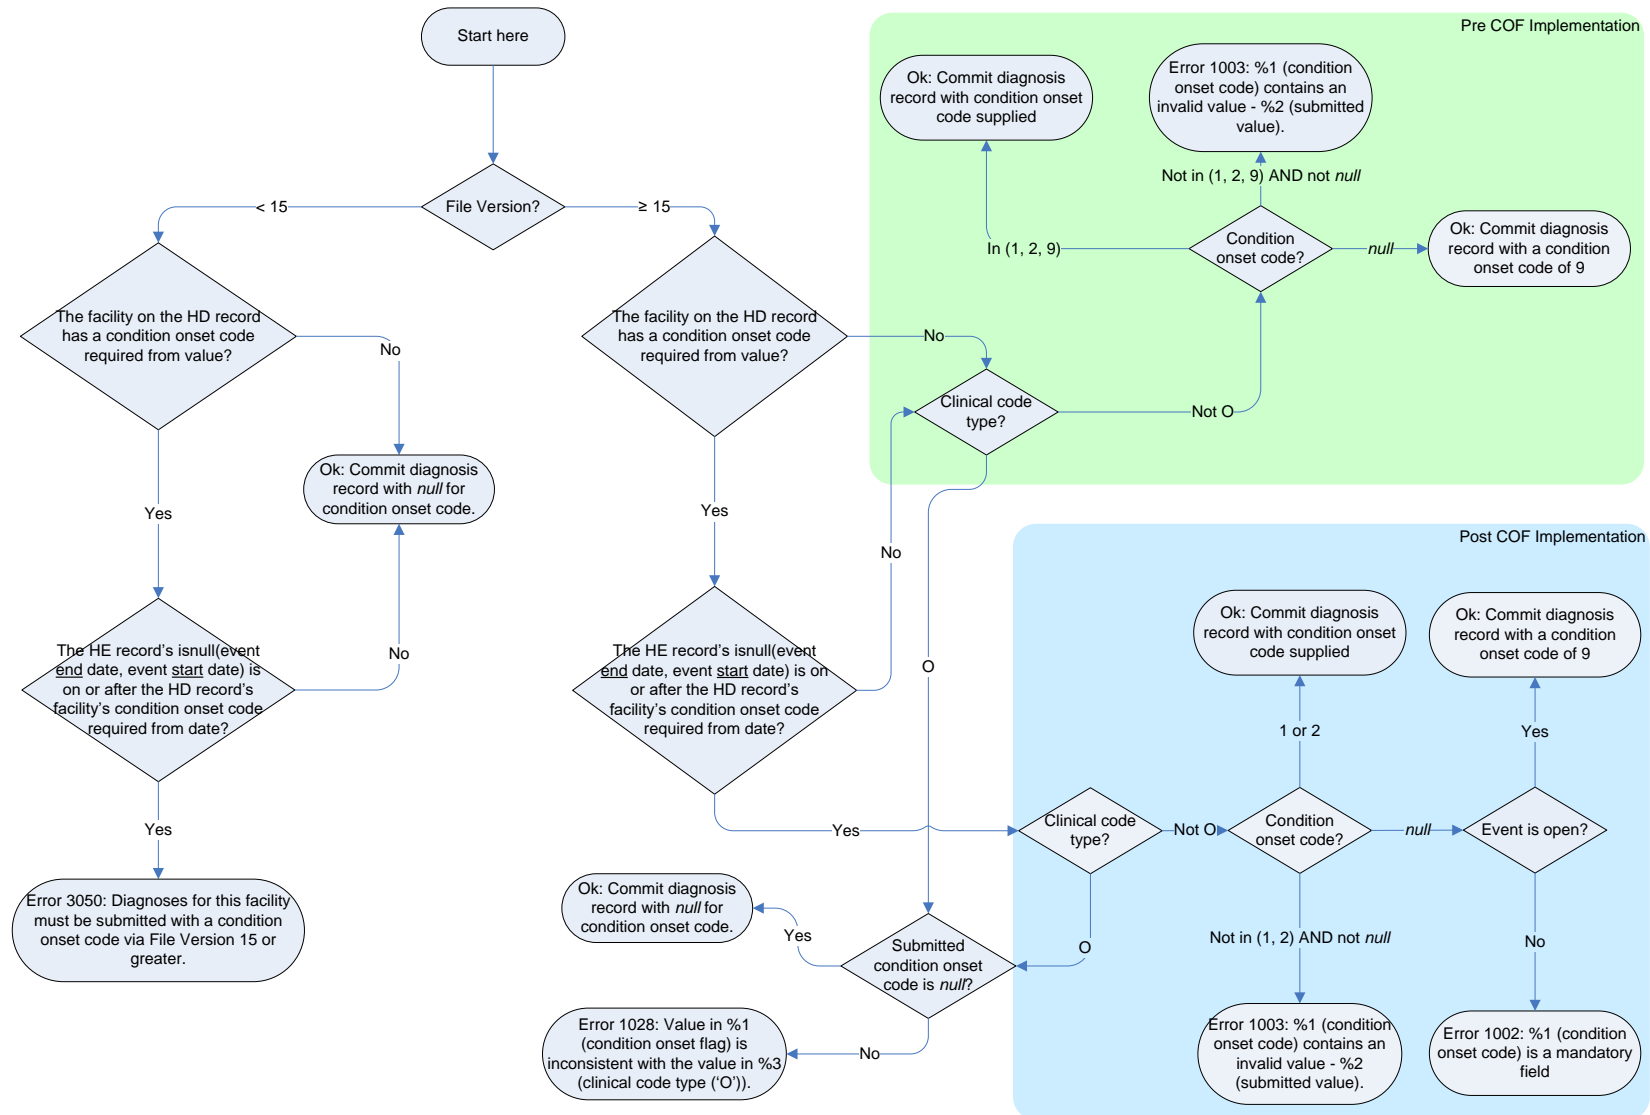 Start here
Pre COF Implementation
Ok: Commit diagnosis
record with condition onset
code supplied
Error 1003: %1 (condition
onset code) contains an
invalid value - %2 (submitted
value).
Not in (1, 2, 9) AND not null
File Version?
< 15
≥ 15
In (1, 2, 9)
Condition
onset code?
null
Ok: Commit diagnosis
record with a condition
onset code of 9
The facility on the HD record
has a condition onset code
required from value?
No
The facility on the HD record
has a condition onset code
required from value?
No
Clinical code
type?
Not O
Ok: Commit diagnosis
record with null for
condition onset code.
Yes
Yes
No
Post COF Implementation
The HE record's isnull(event
end date, event start date) is
on or after the HD record's
facility's condition onset code
required from date?
No
The HE record's isnull(event
end date, event start date) is on
or after the HD record's
facility's condition onset code
required from date?
O
Ok: Commit diagnosis
record with condition onset
code supplied
Ok: Commit diagnosis
record with a condition
onset code of 9
1 or 2
Yes
Yes
Yes
Clinical code
type?
Not O
Condition
onset code?
null
Event is open?
Error 3050: Diagnoses for this facility
must be submitted with a condition
onset code via File Version 15 or
greater.
Ok: Commit diagnosis
record with null for
condition onset code.
Yes
Submitted
condition onset
code is null?
O
Not in (1, 2) AND not null
No
Error 1028: Value in %1
(condition onset flag) is
inconsistent with the value in %3
(clinical code type ('O')).
No
Error 1003: %1 (condition
onset code) contains an
invalid value - %2
(submitted value).
Error 1002: %1 (condition
onset code) is a mandatory
field